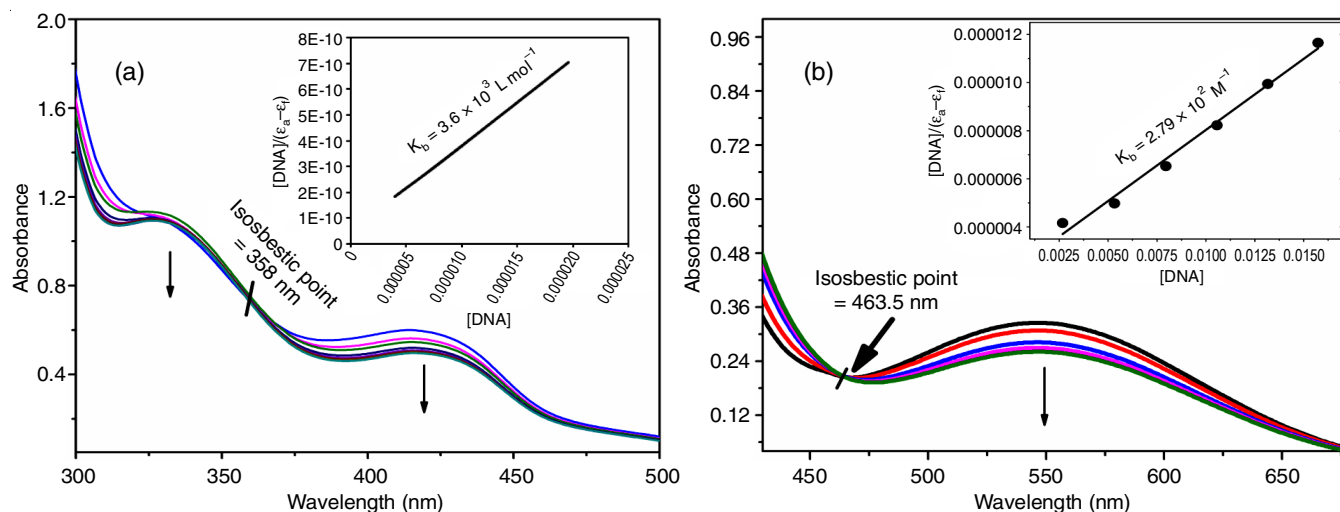 (a)
2.0
1.6
1.2
0.8
0.4
Absorbance
300
350
400
450
500
Wavelength (nm)
Isosbestic point
= 358 nm
8E-10
7E-10
6E-10
5E-10
4E-10
3E-10
2E-10
1E-10
0
[DNA]/(εa–εf)
Kb = 3.6 × 10³ L mol⁻¹
0
0.000005
0.000010
0.000015
0.000020
0.000025
[DNA]
(b)
0.96
0.84
0.72
0.60
0.48
0.36
0.24
0.12
Absorbance
450
500
550
600
650
Wavelength (nm)
Isosbestic point
= 463.5 nm
0.000012
0.000010
0.000008
0.000006
0.000004
[DNA]/(εa–εf)
Kb = 2.79 × 10² M⁻¹
0.0025
0.0050
0.0075
0.0100
0.0125
0.0150
[DNA]